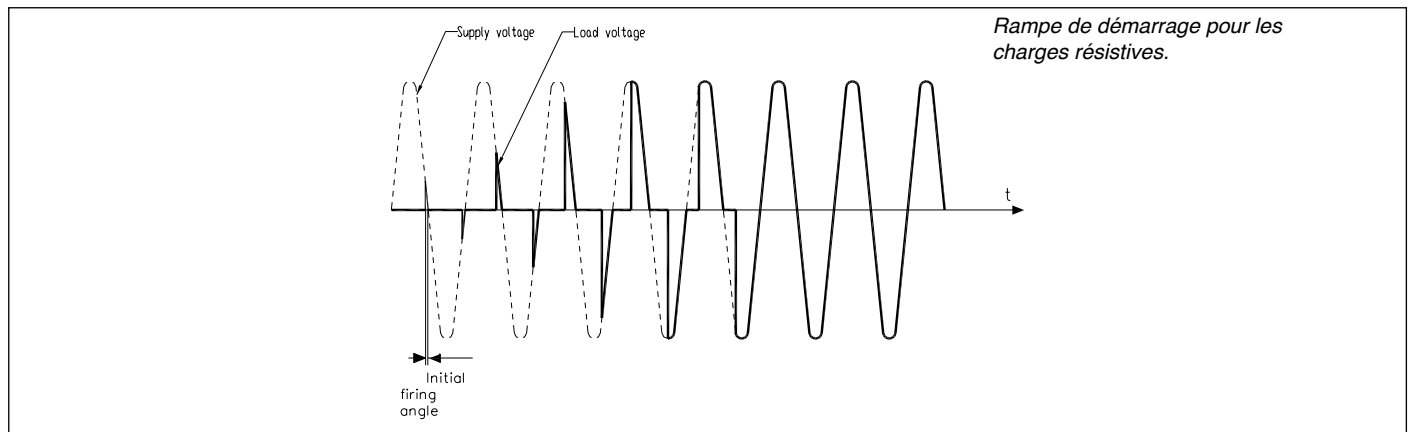 Rampe de démarrage pour les
charges résistives.
Supply voltage
Load voltage
t
Initial
firing
angle